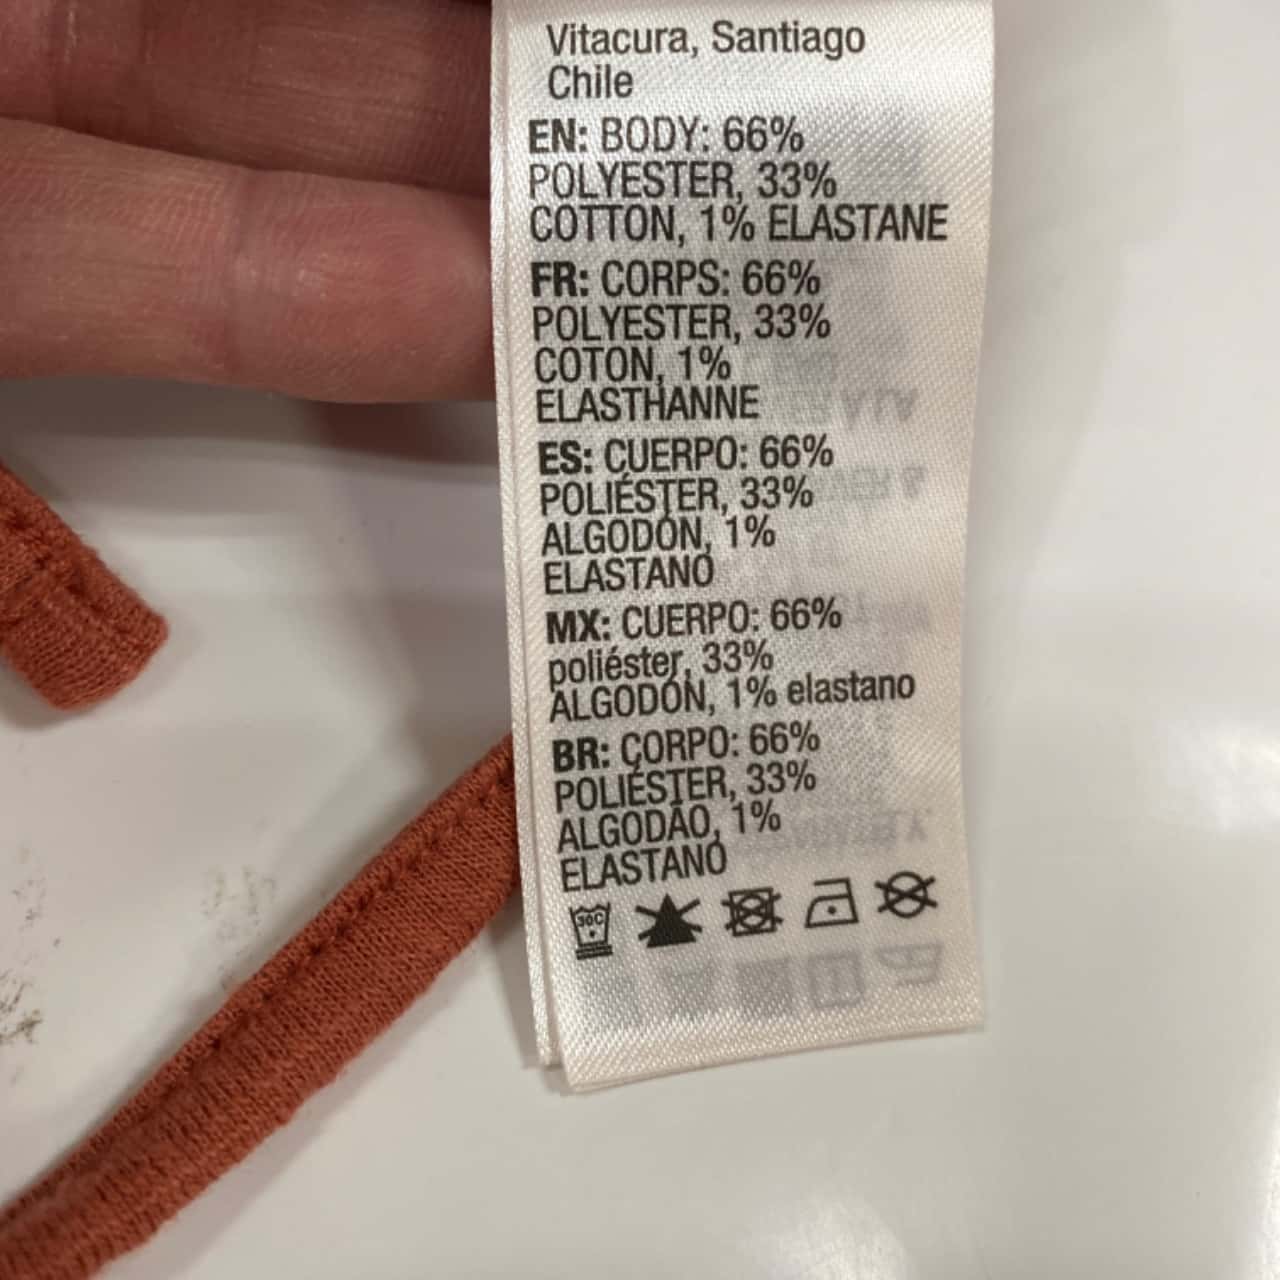 Vitacura, Santiago
Chile
EN: BODY: 66%
POLYESTER, 33%
COTTON, 1% ELASTANE
FR: CORPS: 66%
POLYESTER, 33%
COTON, 1%
ELASTHANNE
ES: CUERPO: 66%
POLIÉSTER, 33%
ALGODÓN, 1%
ELASTANO
MX: CUERPO: 66%
poliéster, 33%
ALGODÓN, 1% elastano
BR: CORPO: 66%
POLIÉSTER, 33%
ALGODÃO, 1%
ELASTANO
30C